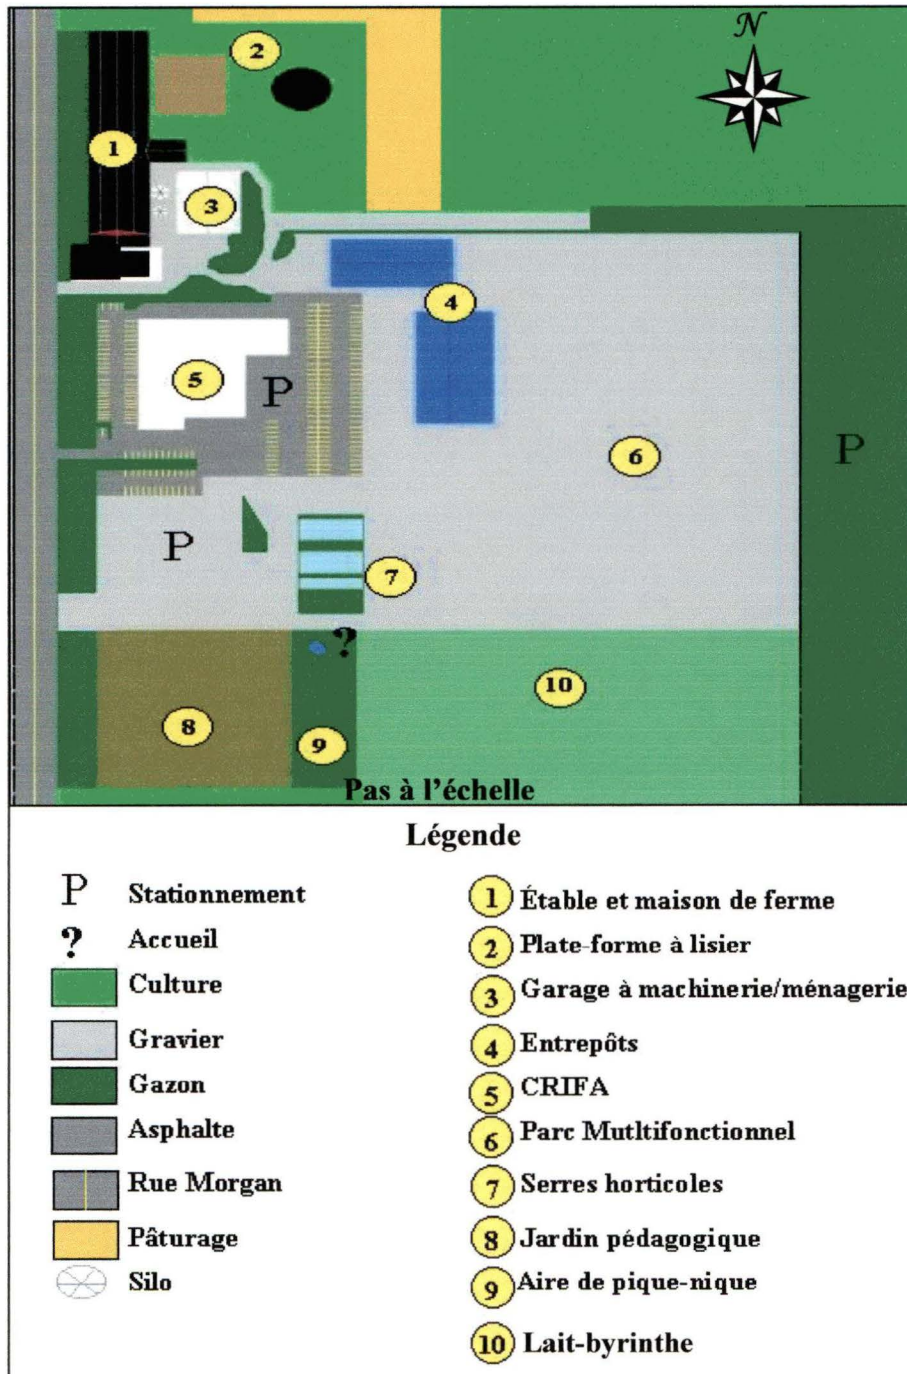 N
2
1
3
4
5
P
6
P
P
7
?
10
8
9
Pas à l'échelle
Légende
P Stationnement
? Accueil
Culture
Gravier
Gazon
Asphalte
Rue Morgan
Pâturage
Silo
1 Étable et maison de ferme
2 Plate-forme à lisier
3 Garage à machinerie/ménagerie
4 Entrepôts
5 CRIFA
6 Parc Mutltifonctionnel
7 Serres horticoles
8 Jardin pédagogique
9 Aire de pique-nique
10 Lait-byrinthe